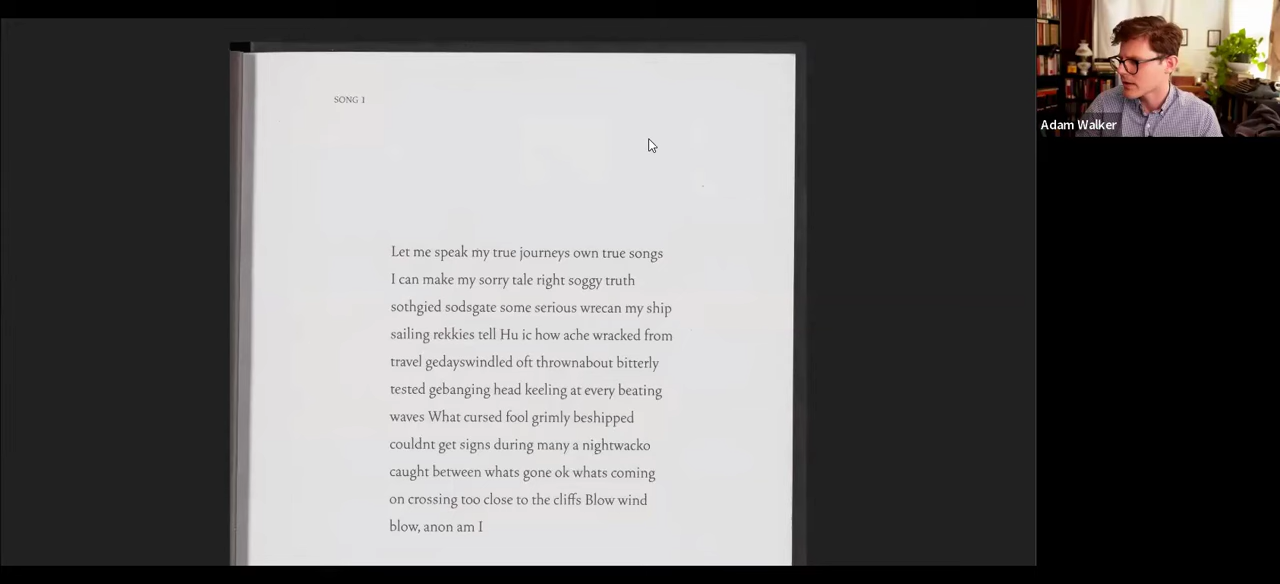 SONG 1
Let me speak my true journeys own true songs
I can make my sorry tale right soggy truth
sothgied sodsgate some serious wrecan my ship
sailing rekkies tell Hu ic how ache wracked from
travel gedayswindled oft thrownabout bitterly
tested gebanging head keeling at every beating
waves What cursed fool grimly beshipped
couldnt get signs during many a nightwacko
caught between whats gone ok whats coming
on crossing too close to the cliffs Blow wind
blow, anon am I
Adam Walker